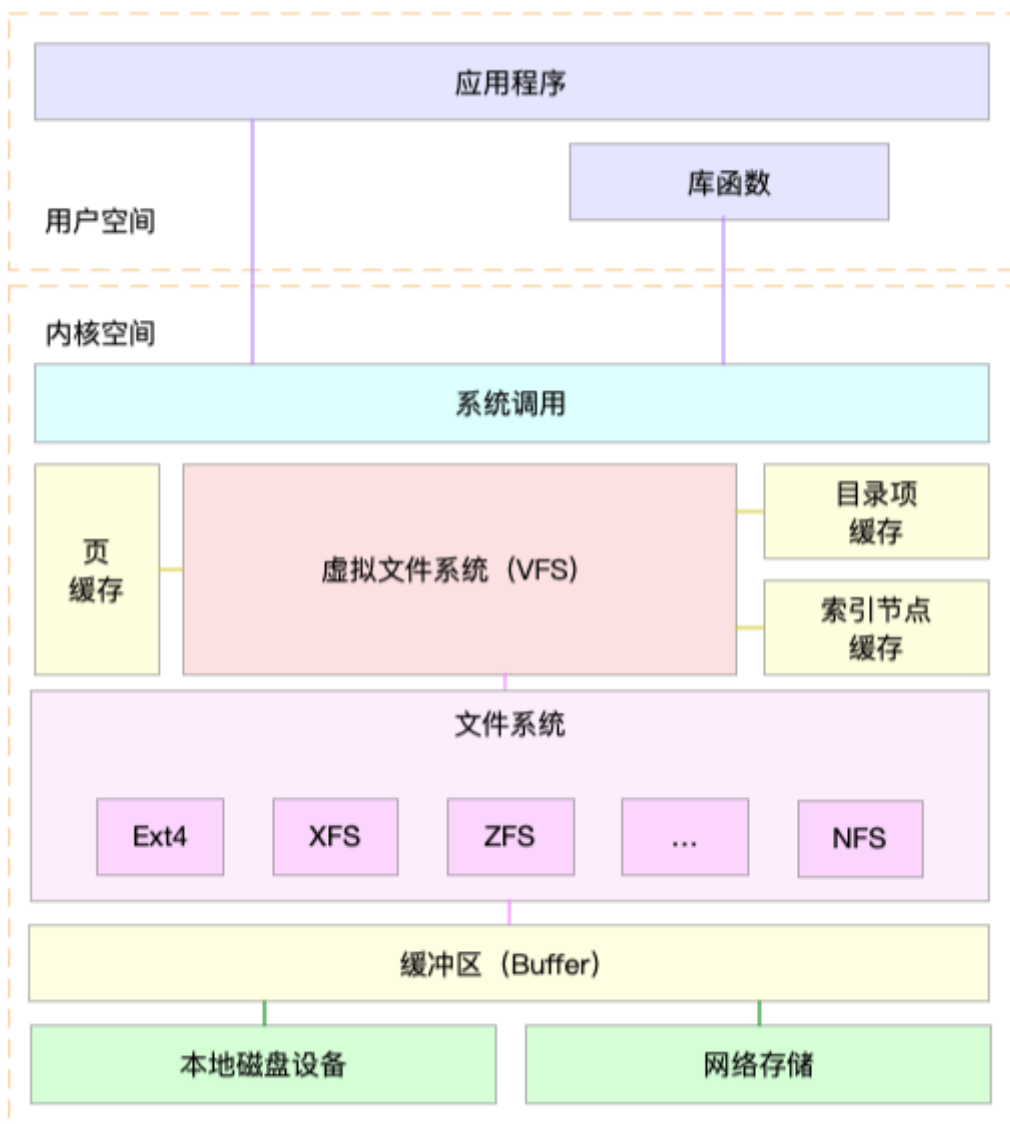 应用程序
库函数
用户空间
内核空间
系统调用
页
缓存
虚拟文件系统（VFS）
目录项
缓存
索引节点
缓存
文件系统
Ext4
XFS
ZFS
...
NFS
缓冲区（Buffer）
本地磁盘设备
网络存储